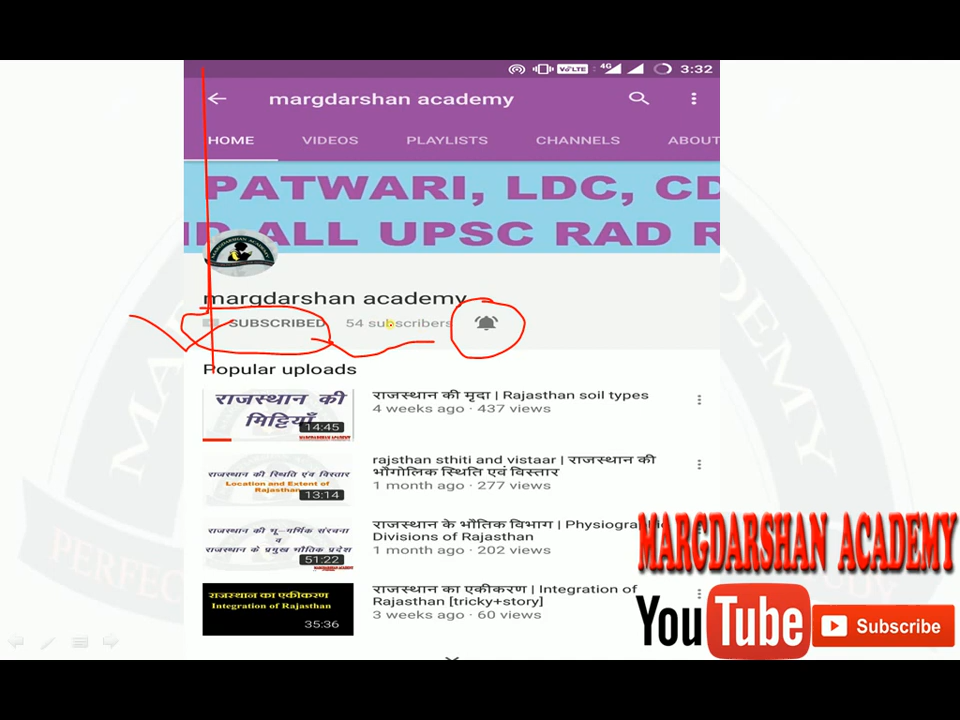 VoLTE 4G 3:32
margdarshan academy
HOME VIDEOS PLAYLISTS CHANNELS ABOUT
PATWARI, LDC, CD
ALL UPSC RAD R
MARGDARSHAN ACADEMY
margdarshan academy
SUBSCRIBED 54 subscribers
Popular uploads
राजस्थान की
मिट्टियाँ
14:45
राजस्थान की मृदा | Rajasthan soil types
4 weeks ago · 437 views
राजस्थान की स्थिति एंव विस्तार
Location and Extent of
Rajasthan
13:14
rajsthan sthiti and vistaar | राजस्थान की
भौगोलिक स्थिति एवं विस्तार
1 month ago · 277 views
राजस्थान की भू-गर्भिक संरचना
व
राजस्थान के प्रमुख भौतिक प्रदेश
51:22
राजस्थान के भौतिक विभाग | Physiographic
Divisions of Rajasthan
1 month ago · 202 views
राजस्थान का एकीकरण
Integration of Rajasthan
35:36
राजस्थान का एकीकरण | Integration of
Rajasthan [tricky+story]
3 weeks ago · 60 views
MARGDARSHAN ACADEMY
YouTube
Subscribe